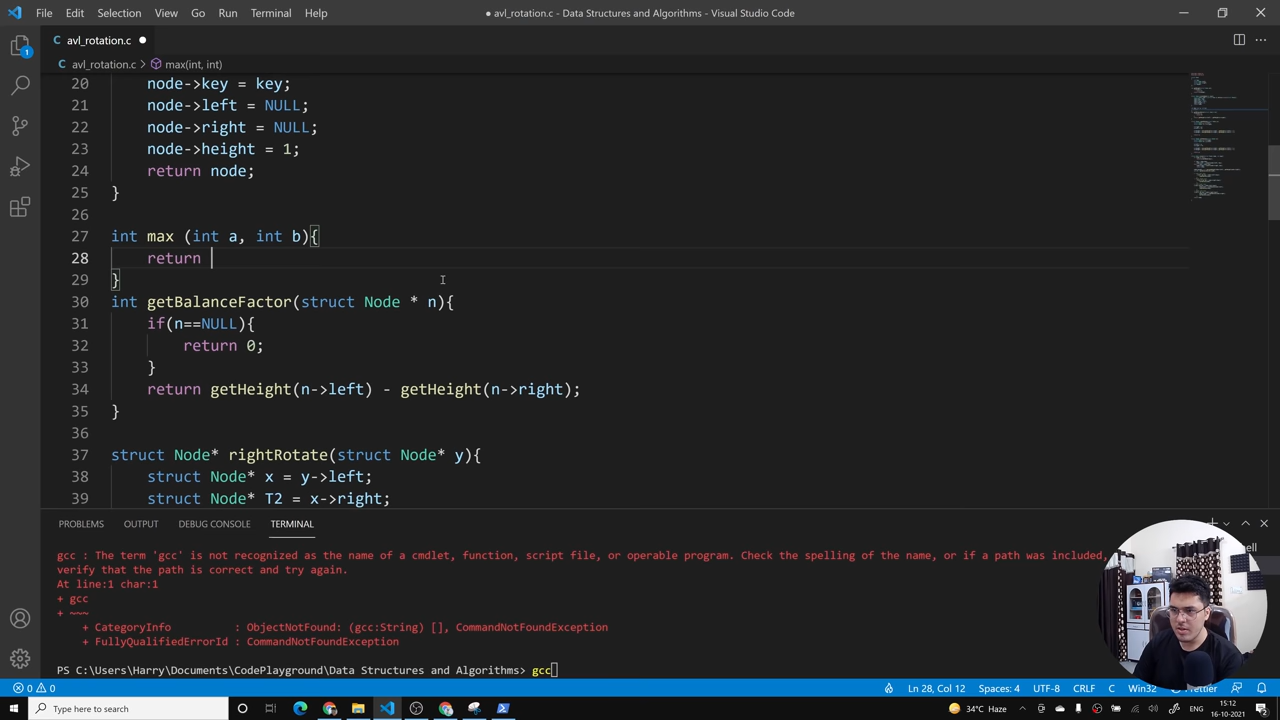 File Edit Selection View Go Run Terminal Help
● avl_rotation.c - Data Structures and Algorithms - Visual Studio Code
C avl_rotation.c ●
C avl_rotation.c > max(int, int)
20 node->key = key;
21 node->left = NULL;
22 node->right = NULL;
23 node->height = 1;
24 return node;
25 }
26
27 int max (int a, int b){
28 return
29 }
30 int getBalanceFactor(struct Node * n){
31 if(n==NULL){
32 return 0;
33 }
34 return getHeight(n->left) - getHeight(n->right);
35 }
36
37 struct Node* rightRotate(struct Node* y){
38 struct Node* x = y->left;
39 struct Node* T2 = x->right;
1
PROBLEMS OUTPUT DEBUG CONSOLE TERMINAL
gcc : The term 'gcc' is not recognized as the name of a cmdlet, function, script file, or operable program. Check the spelling of the name, or if a path was included,
verify that the path is correct and try again.
At line:1 char:1
+ gcc
+ ~~~
+ CategoryInfo : ObjectNotFound: (gcc:String) [], CommandNotFoundException
+ FullyQualifiedErrorId : CommandNotFoundException
PS C:\Users\Harry\Documents\CodePlayground\Data Structures and Algorithms> gcc
0 0
Ln 28, Col 12 Spaces: 4 UTF-8 CRLF C Win32 Prettier
Type here to search
34°C Haze
ENG
15:12
16-10-2021